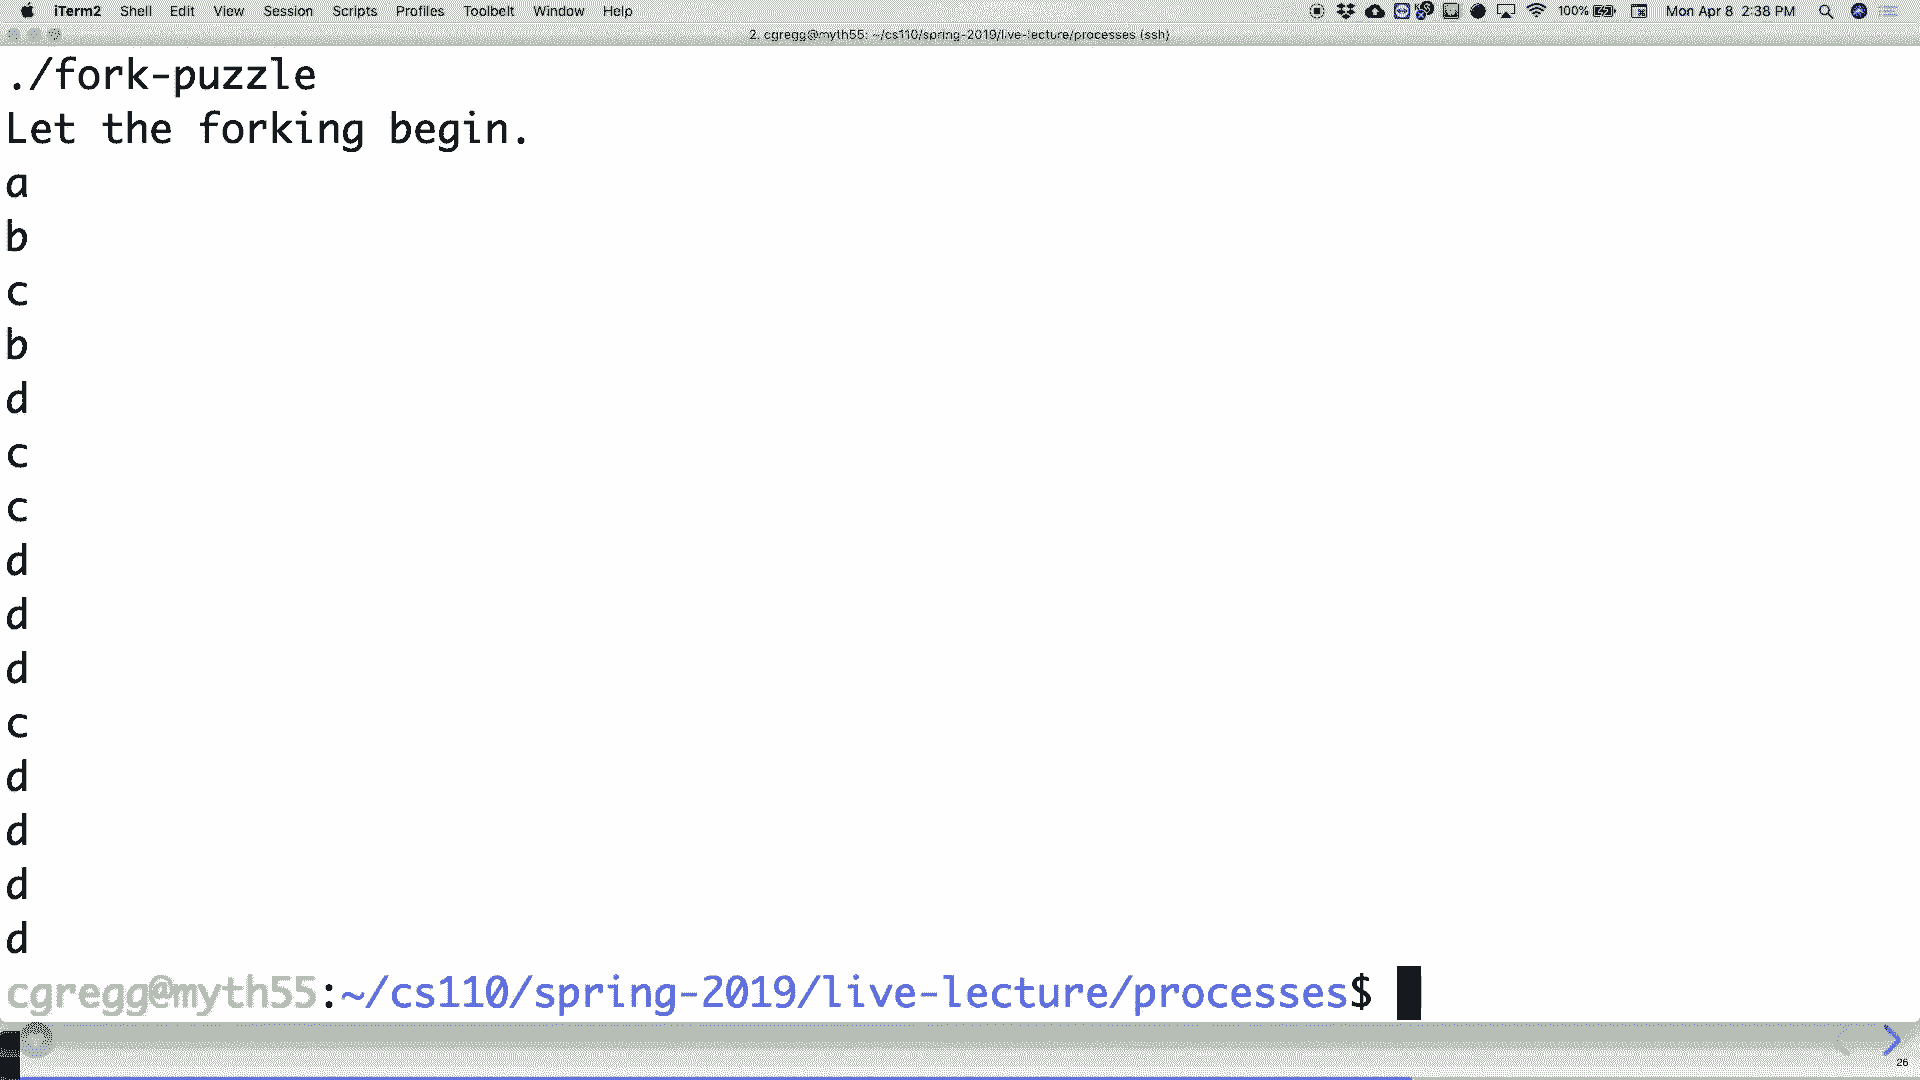 iTerm2 Shell Edit View Session Scripts Profiles Toolbelt Window Help 100% Mon Apr 8 2:38 PM
2. cgregg@myth55: ~/cs110/spring-2019/live-lecture/processes (ssh)
./fork-puzzle
Let the forking begin.
a
b
c
b
d
c
c
d
d
d
c
d
d
d
d
cgregg@myth55:~/cs110/spring-2019/live-lecture/processes$
26